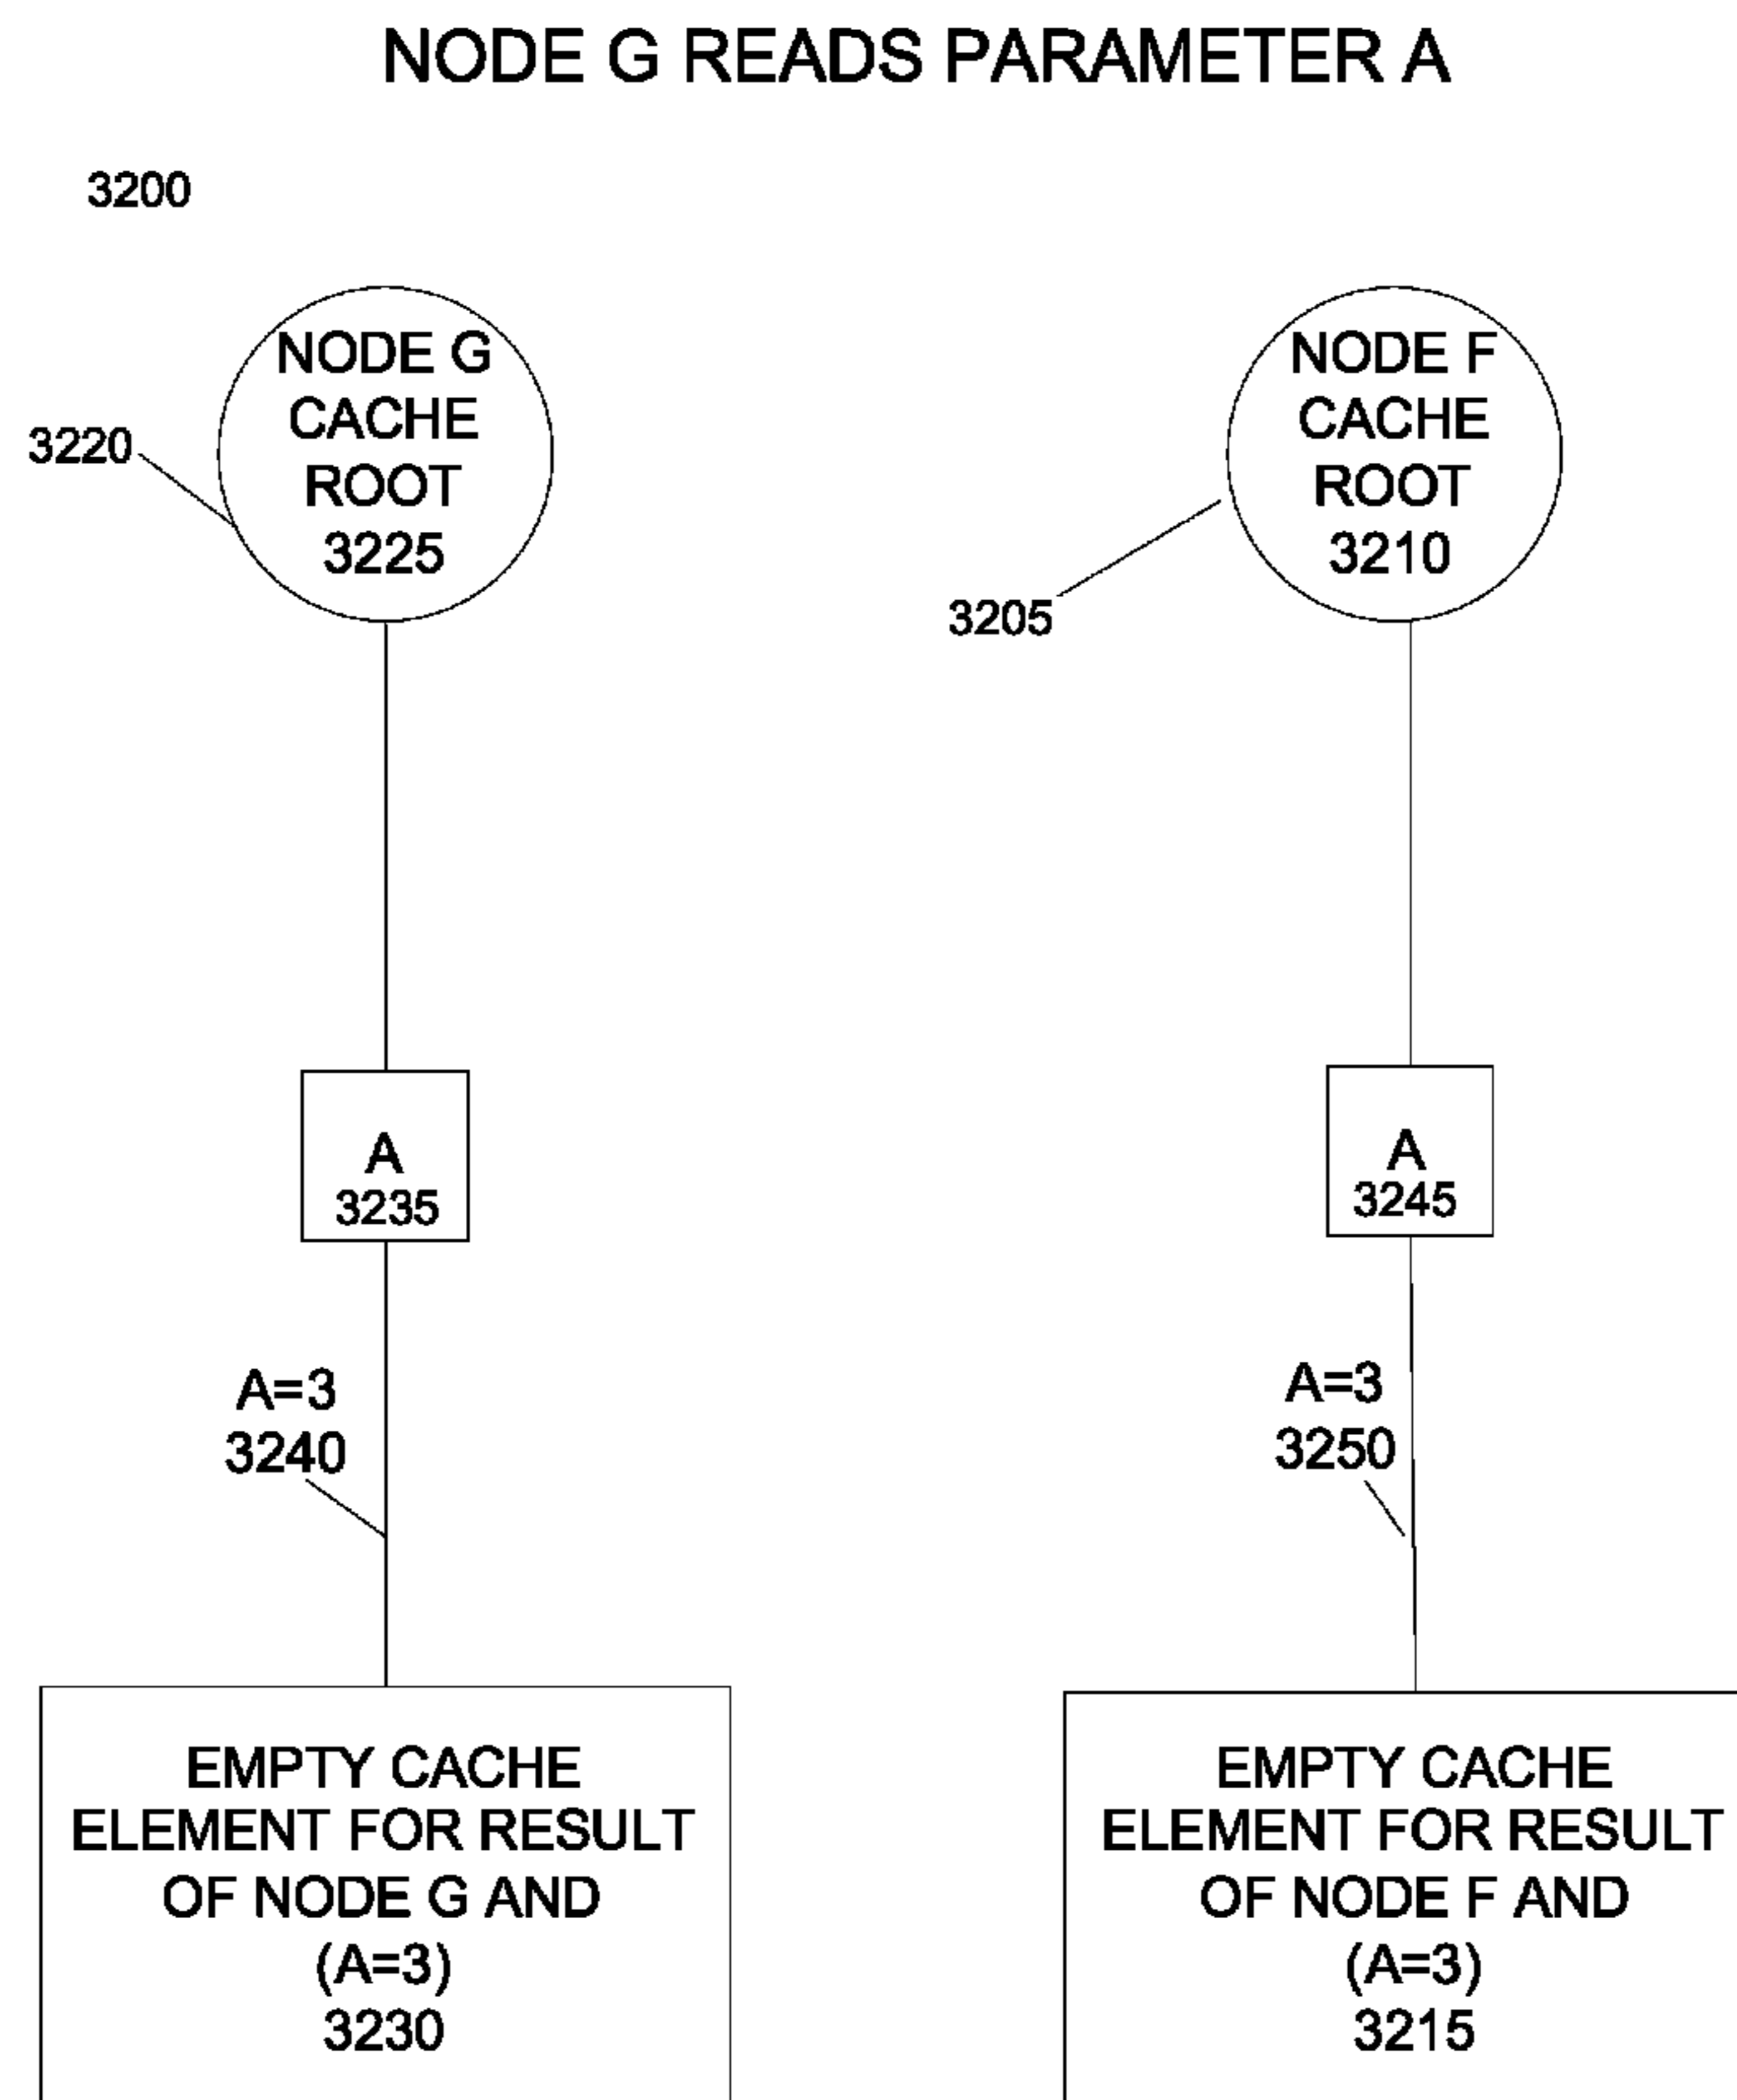 NODE G READS PARAMETER A
3200
NODE G
CACHE
ROOT
3225
3220
NODE F
CACHE
ROOT
3210
3205
A
3235
A
3245
A=3
3240
A=3
3250
EMPTY CACHE
ELEMENT FOR RESULT
OF NODE G AND
(A=3)
3230
EMPTY CACHE
ELEMENT FOR RESULT
OF NODE F AND
(A=3)
3215